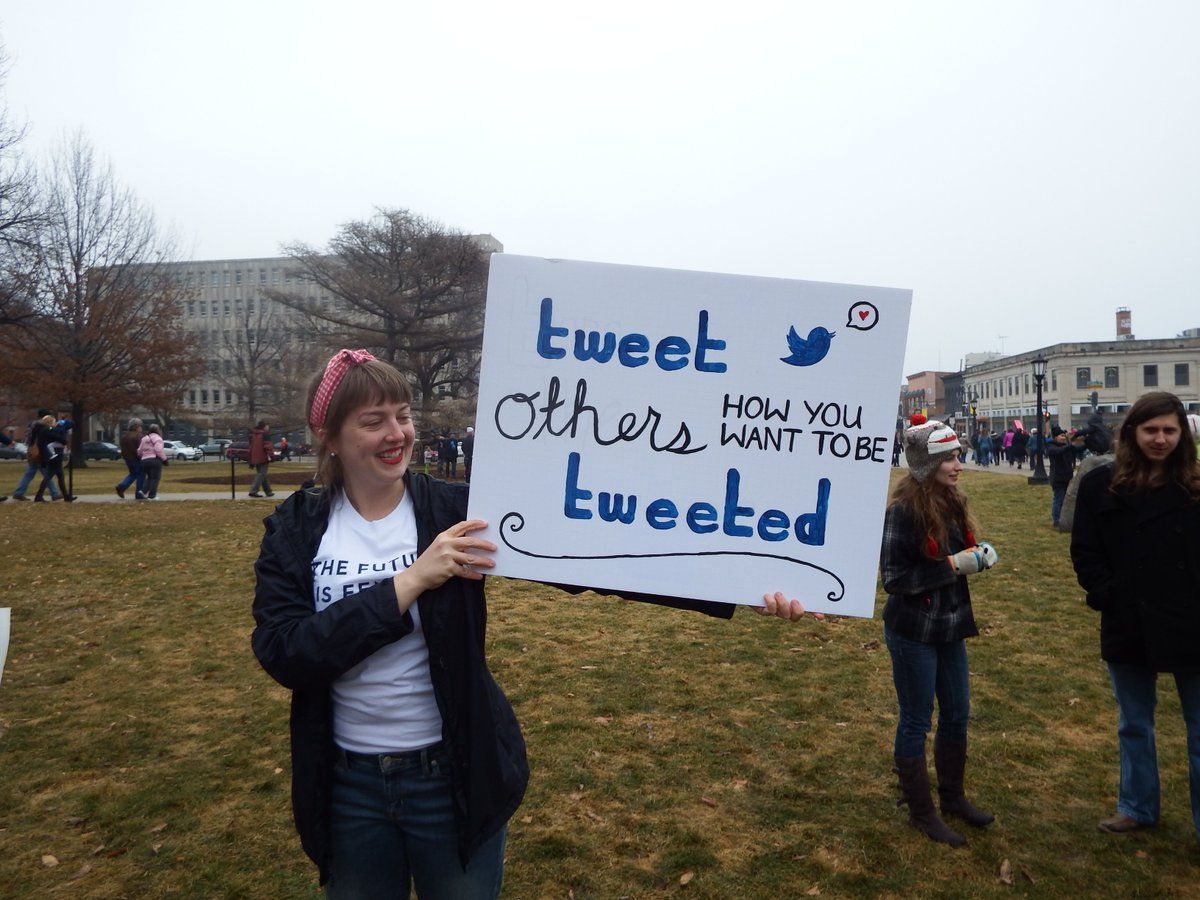 tweet
Others
HOW YOU
WANT TO BE
tweeted
THE FUTU
IS FE